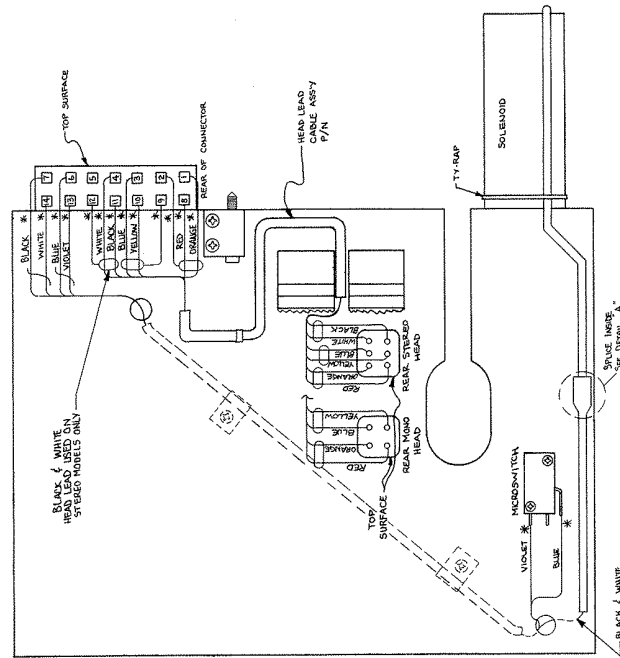 TOP SURFACE
REAR OF CONNECTOR
7
6
5
4
3
2
1
14
13
12
11
10
9
8
BLACK *
WHITE *
BLUE *
VIOLET *
*
WHITE *
BLACK *
BLUE *
YELLOW *
*
RED *
ORANGE *
BLACK & WHITE
HEAD LEAD USED ON
STEREO MODELS ONLY
HEAD LEAD
CABLE ASS'Y
P/N
BLACK
WHITE
BLUE
YELLOW
ORANGE
RED
REAR STEREO
HEAD
YELLOW
BLUE
ORANGE
RED
REAR MONO
HEAD
TOP
SURFACE
TY-RAP
SOLENOID
SPLICE INSIDE
SEE DETAIL "A"
MICROSWITCH
VIOLET *
BLUE *
BLACK & WHITE